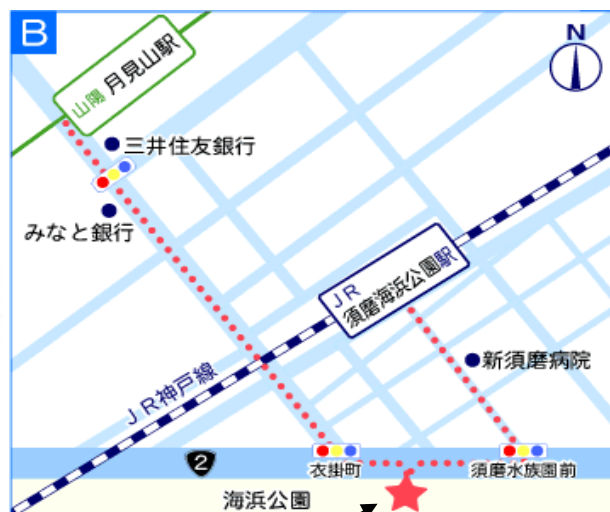 B
N
山陽 月見山駅
三井住友銀行
みなと銀行
JR
須磨海浜公園駅
新須磨病院
JR神戸線
2
衣掛町
須磨水族園前
海浜公園